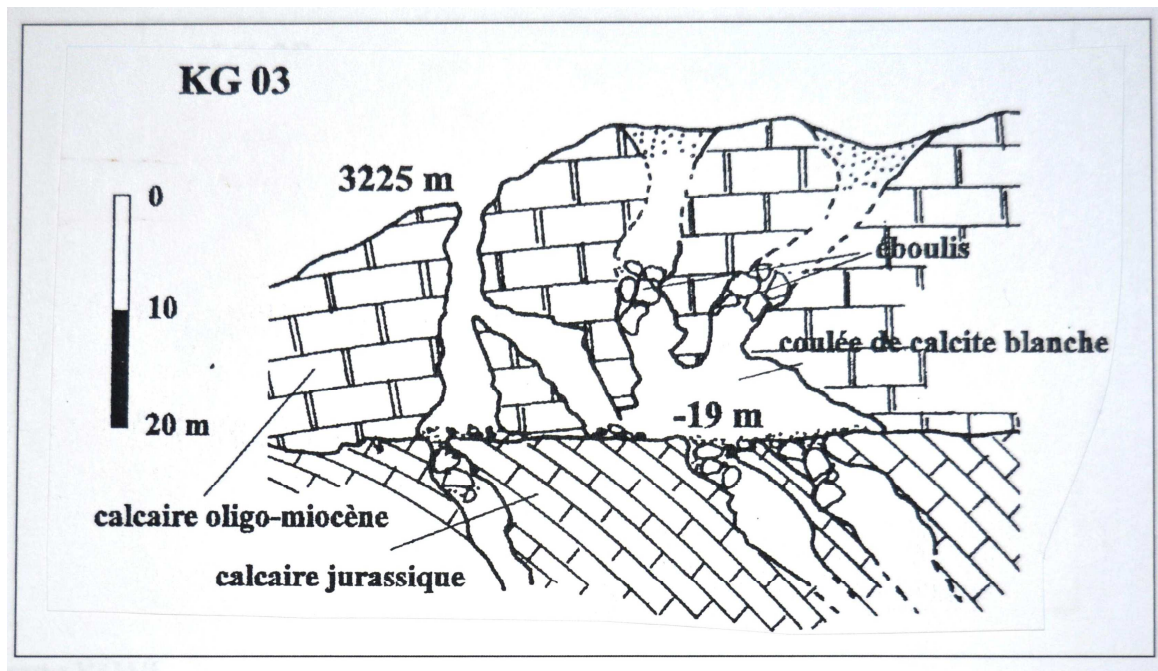 KG 03
3225 m
0
10
20 m
éboulis
coulée de calcite blanche
-19 m
calcaire oligo-miocène
calcaire jurassique